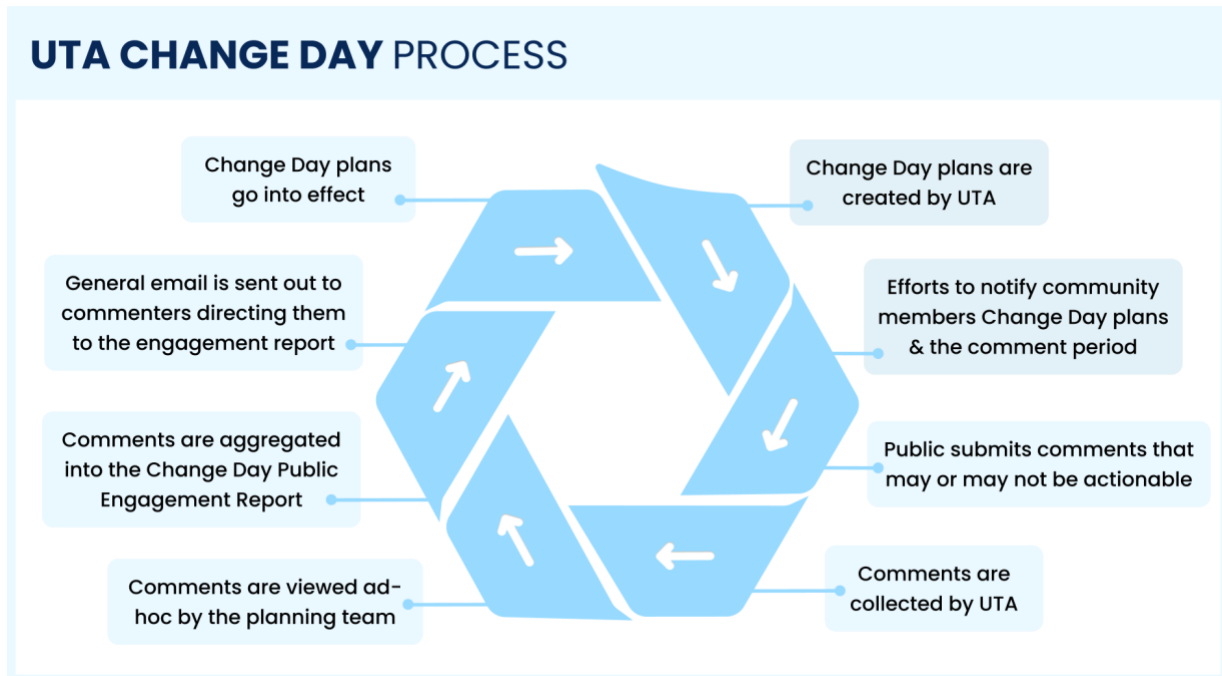 UTA CHANGE DAY PROCESS
Change Day plans are
created by UTA
Efforts to notify community
members Change Day plans
& the comment period
Public submits comments that
may or may not be actionable
Comments are
collected by UTA
Comments are viewed ad-
hoc by the planning team
Comments are aggregated
into the Change Day Public
Engagement Report
General email is sent out to
commenters directing them
to the engagement report
Change Day plans
go into effect